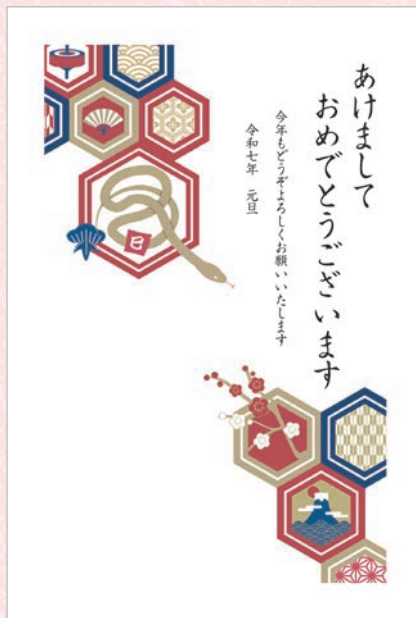 あけまして
おめでとうございます
今年もどうぞよろしくお願いいたします
令和七年 元旦
巳